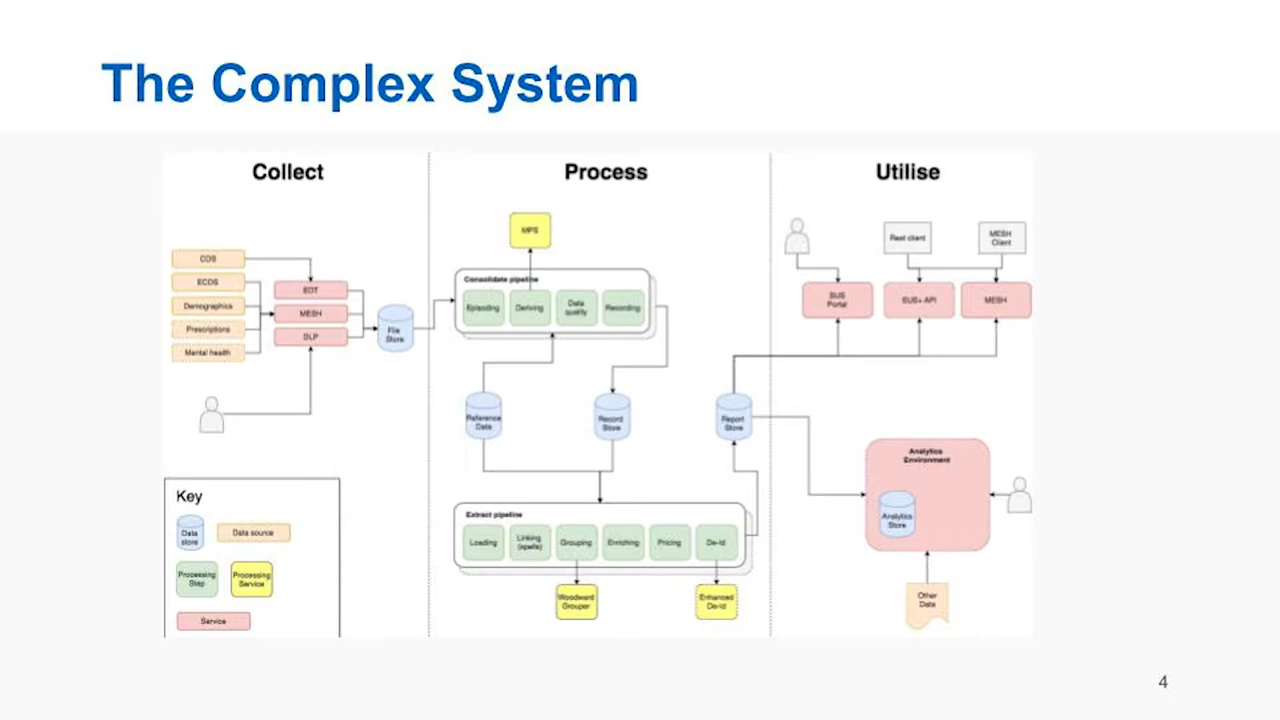 The Complex System
Collect
Process
Utilise
CDS
ECDS
Demographics
Prescriptions
Mental health
EDT
MESH
DLP
File
Store
MPS
Consolidate pipeline
Episoding
Deriving
Data
quality
Recording
Reference
Data
Record
Store
Report
Store
Extract pipeline
Loading
Linking
(spells)
Grouping
Enriching
Pricing
De-Id
Woodward
Grouper
Enhanced
De-Id
Rest client
MESH
Client
SUS
Portal
SUS+ API
MESH
Analytics
Environment
Analytics
Store
Other
Data
Key
Data
store
Data source
Processing
Step
Processing
Service
Service
4